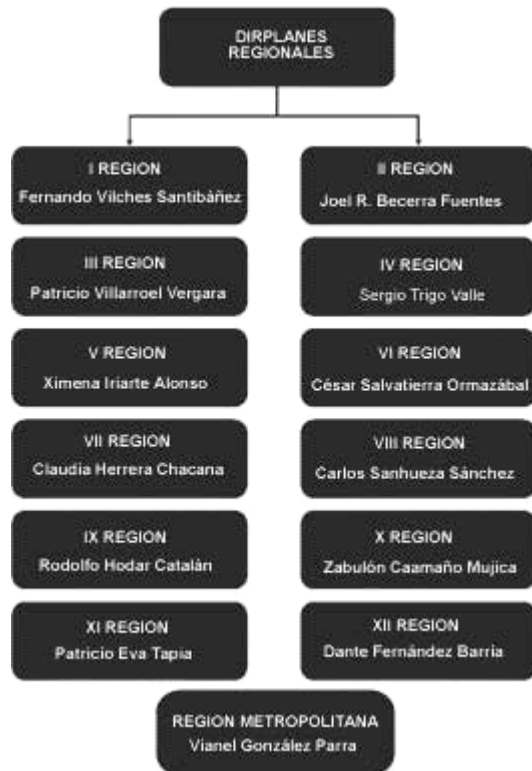 DIRPLANES
REGIONALES
I REGION
Fernando Vilches Santibáñez
II REGION
Joel R. Becerra Fuentes
III REGION
Patricio Villarroel Vergara
IV REGION
Sergio Trigo Valle
V REGION
Ximena Iriarte Alonso
VI REGION
César Salvatierra Ormazábal
VII REGION
Claudia Herrera Chacana
VIII REGION
Carlos Sanhueza Sánchez
IX REGION
Rodolfo Hodar Catalán
X REGION
Zabulón Caamaño Mujica
XI REGION
Patricio Eva Tapia
XII REGION
Dante Fernández Barría
REGION METROPOLITANA
Vianel González Parra